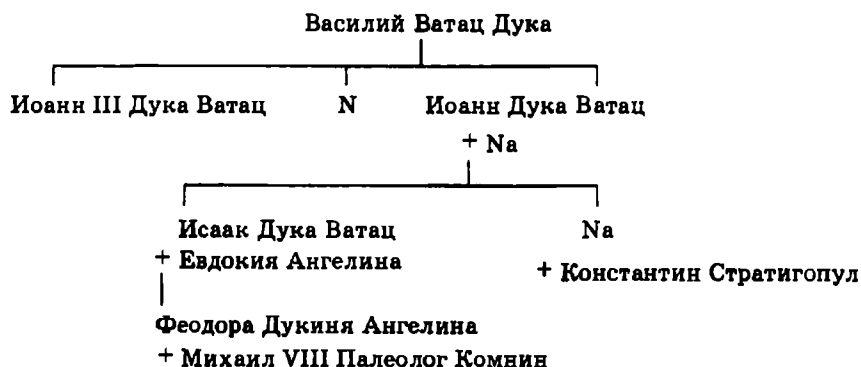 Василий Ватац Дука
Иоанн III Дука Ватац N Иоанн Дука Ватац
+ Na
Исаак Дука Ватац Na
+ Евдокия Ангелина + Константин Стратигопул
Феодора Дукиня Ангелина
+ Михаил VIII Палеолог Комнин